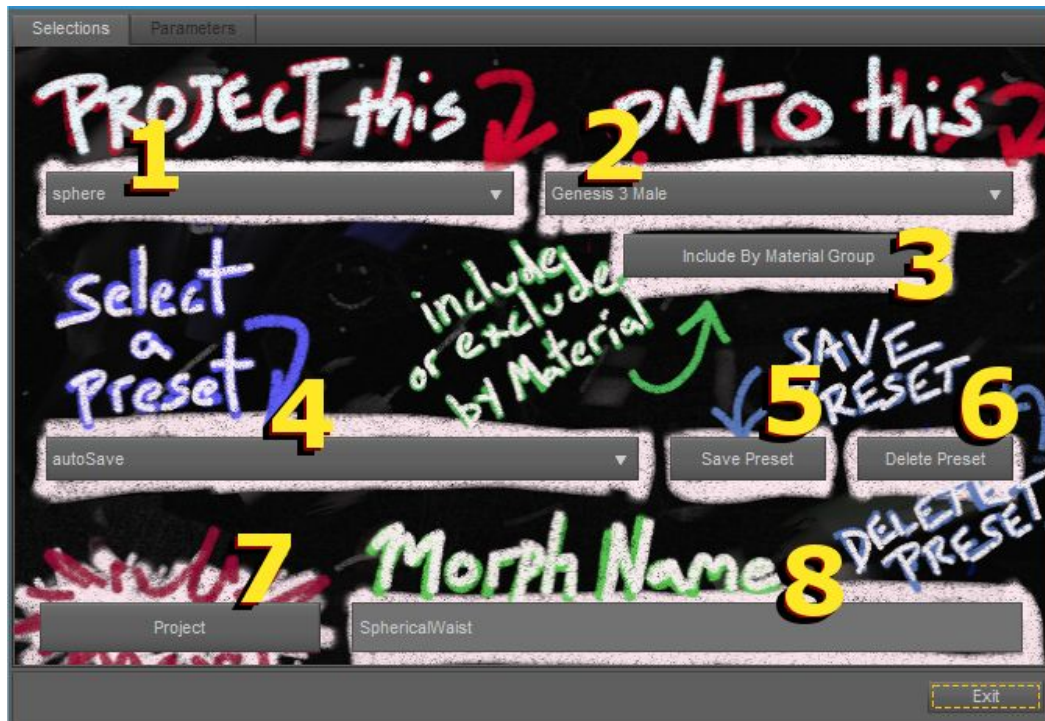 Selections Parameters
PROJECT this ONTO this
1 2
sphere Genesis 3 Male
Include By Material Group
3
Select
a
preset
include
or exclude
by Material
SAVE
PRESET
4 5 6
autoSave Save Preset Delete Preset
DELETE
PRESET
7 Morph Name 8
Project SphericalWaist
Exit